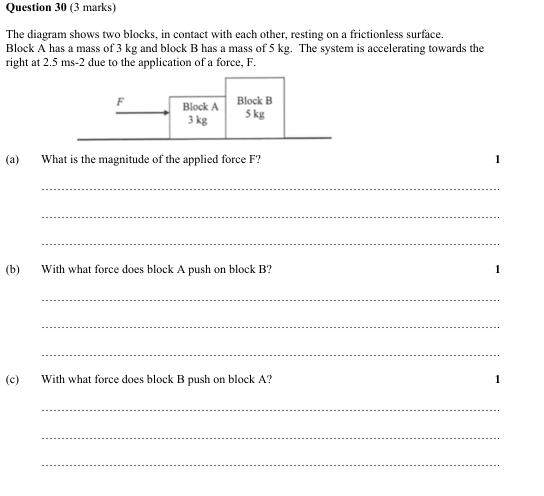 Question 30 (3 marks)
The diagram shows two blocks, in contact with each other, resting on a frictionless surface.
Block A has a mass of 3 kg and block B has a mass of 5 kg. The system is accelerating towards the
right at 2.5 ms-2 due to the application of a force, F.
F
Block A
3 kg
Block B
5 kg
(a) What is the magnitude of the applied force F? 1
(b) With what force does block A push on block B? 1
(c) With what force does block B push on block A? 1